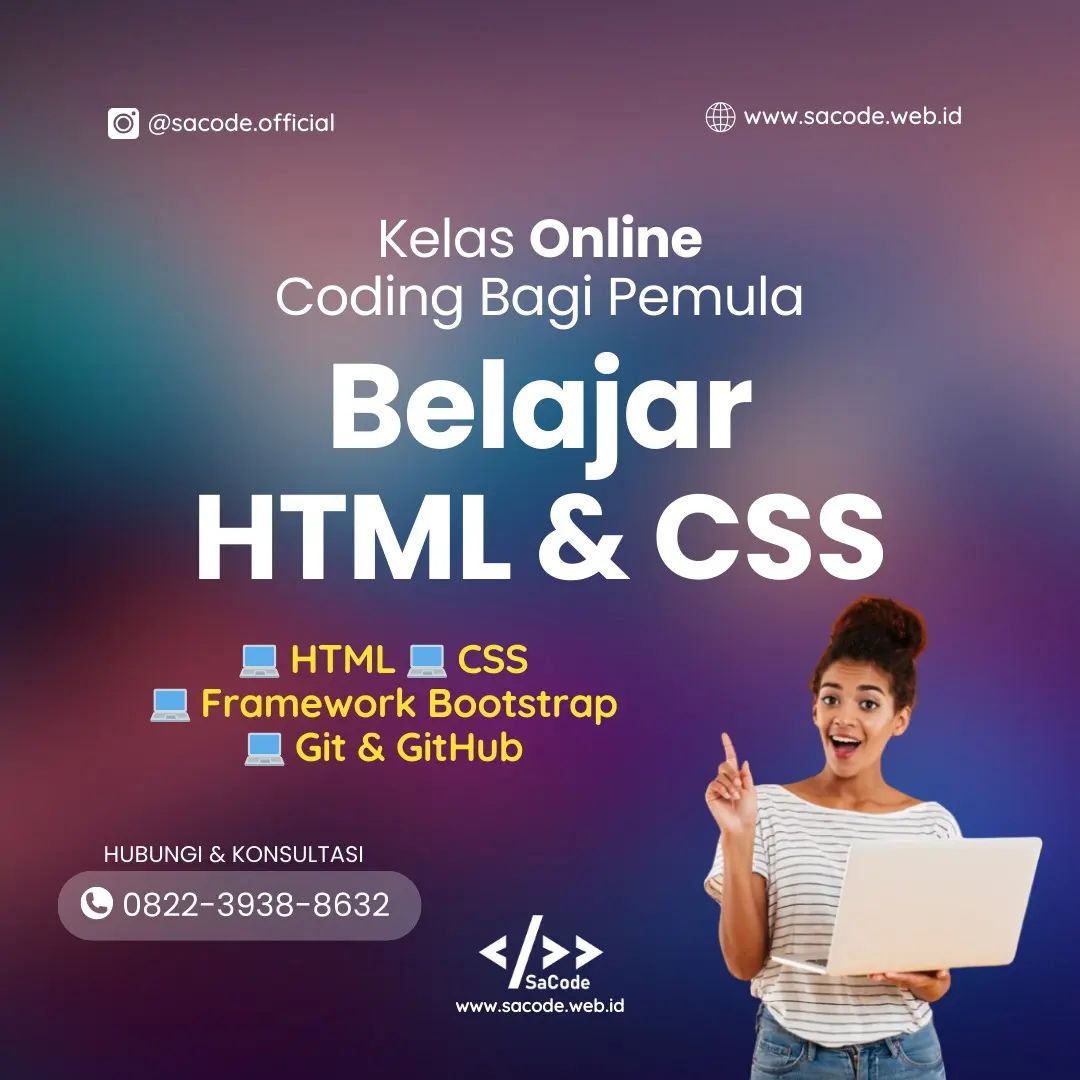 @sacode.official
www.sacode.web.id
Kelas Online
Coding Bagi Pemula
Belajar
HTML & CSS
💻 HTML 💻 CSS
💻 Framework Bootstrap
💻 Git & GitHub
HUBUNGI & KONSULTASI
0822-3938-8632
</>>
SaCode
www.sacode.web.id